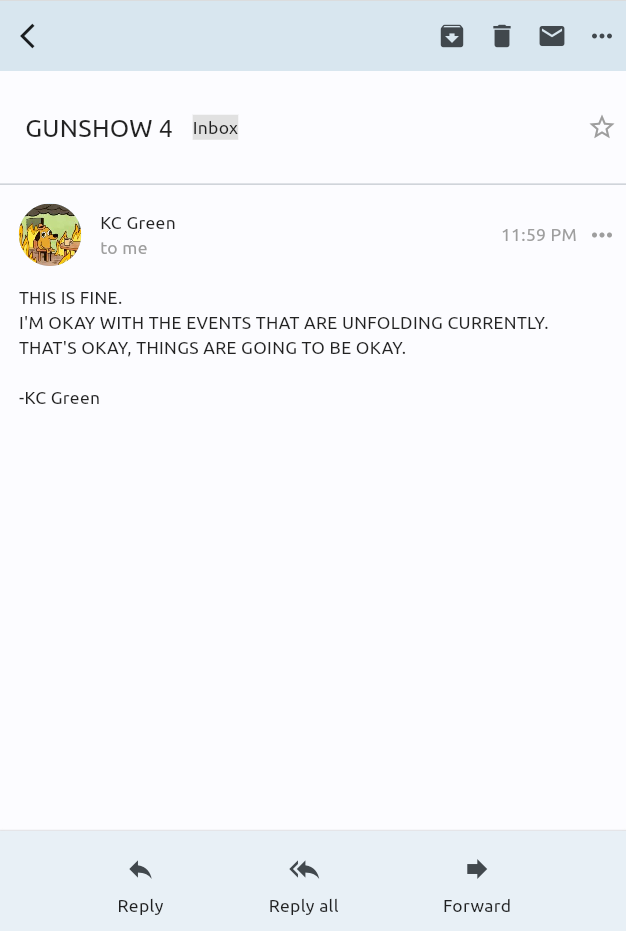 GUNSHOW 4 Inbox
KC Green
to me
11:59 PM
THIS IS FINE.
I'M OKAY WITH THE EVENTS THAT ARE UNFOLDING CURRENTLY.
THAT'S OKAY, THINGS ARE GOING TO BE OKAY.
-KC Green
Reply Reply all Forward